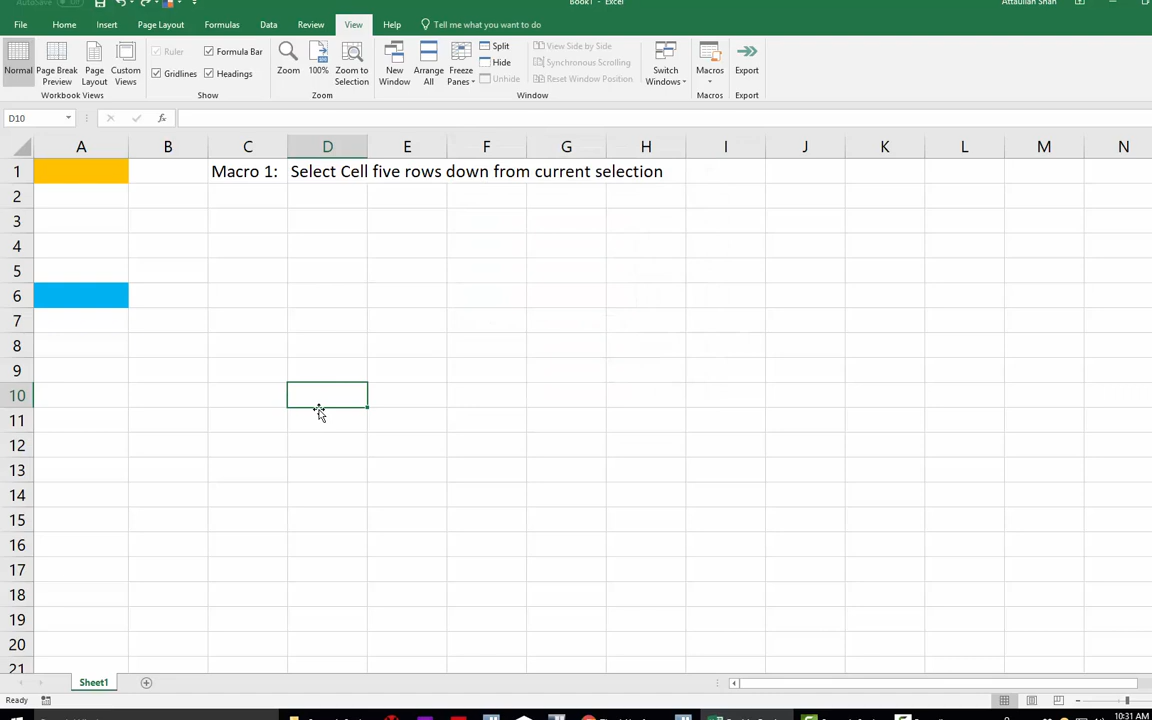 AutoSave Off
Book1 - Excel
Attaullah Shah
File Home Insert Page Layout Formulas Data Review View Help Tell me what you want to do
Normal
Page Break Preview
Page Layout
Custom Views
Ruler
Formula Bar
Gridlines
Headings
Zoom
100%
Zoom to Selection
New Window
Arrange All
Freeze Panes
Split
Hide
Unhide
View Side by Side
Synchronous Scrolling
Reset Window Position
Switch Windows
Macros
Export
Workbook Views Show Zoom Window Macros Export
D10 fx
A B C D E F G H I J K L M N
1 Macro 1: Select Cell five rows down from current selection
2
3
4
5
6
7
8
9
10
11
12
13
14
15
16
17
18
19
20
21
Sheet1
Ready
10:31 AM